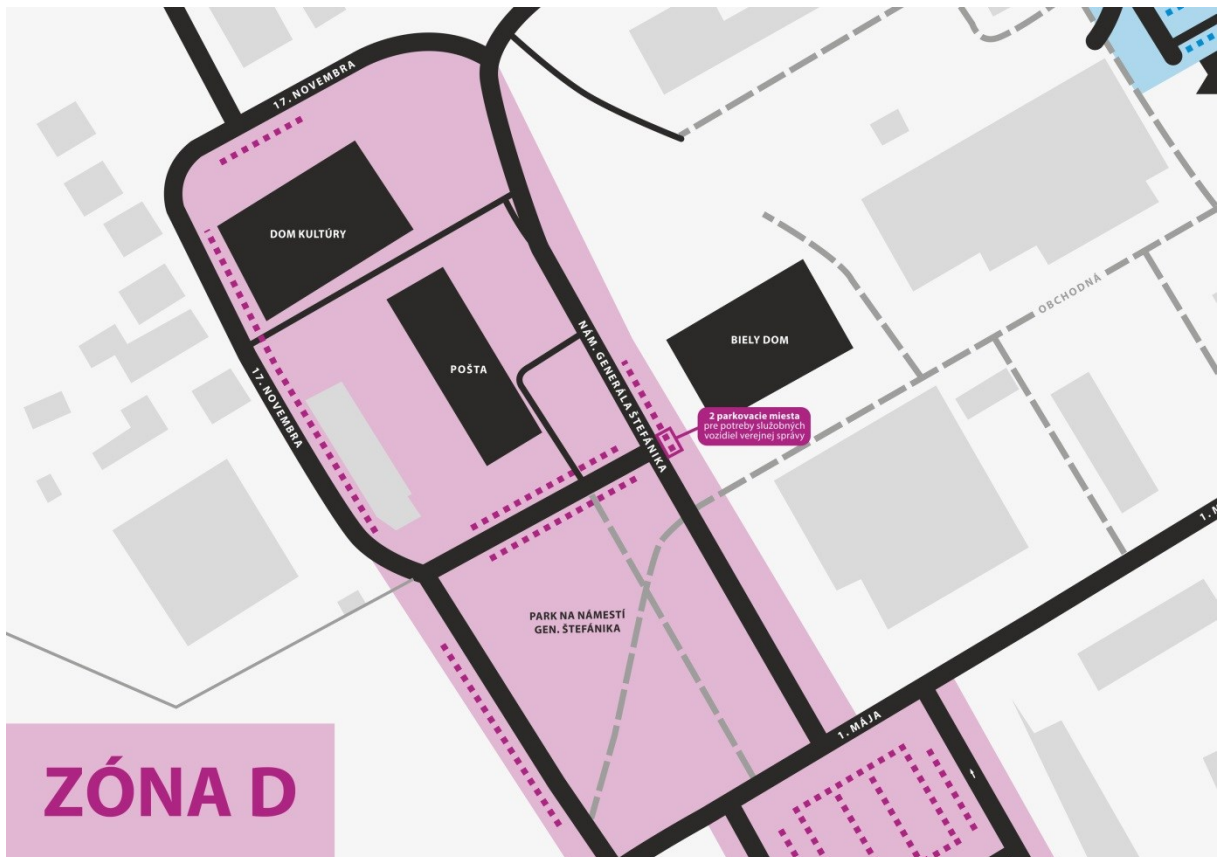 17. NOVEMBRA
DOM KULTÚRY
OBCHODNÁ
NÁM. GENERÁLA ŠTEFÁNIKA
BIELY DOM
POŠTA
17. NOVEMBRA
2 parkovacie miesta
pre potreby služobných
vozidiel verejnej správy
PARK NA NÁMESTÍ
GEN. ŠTEFÁNIKA
1. MÁJA
ZÓNA D